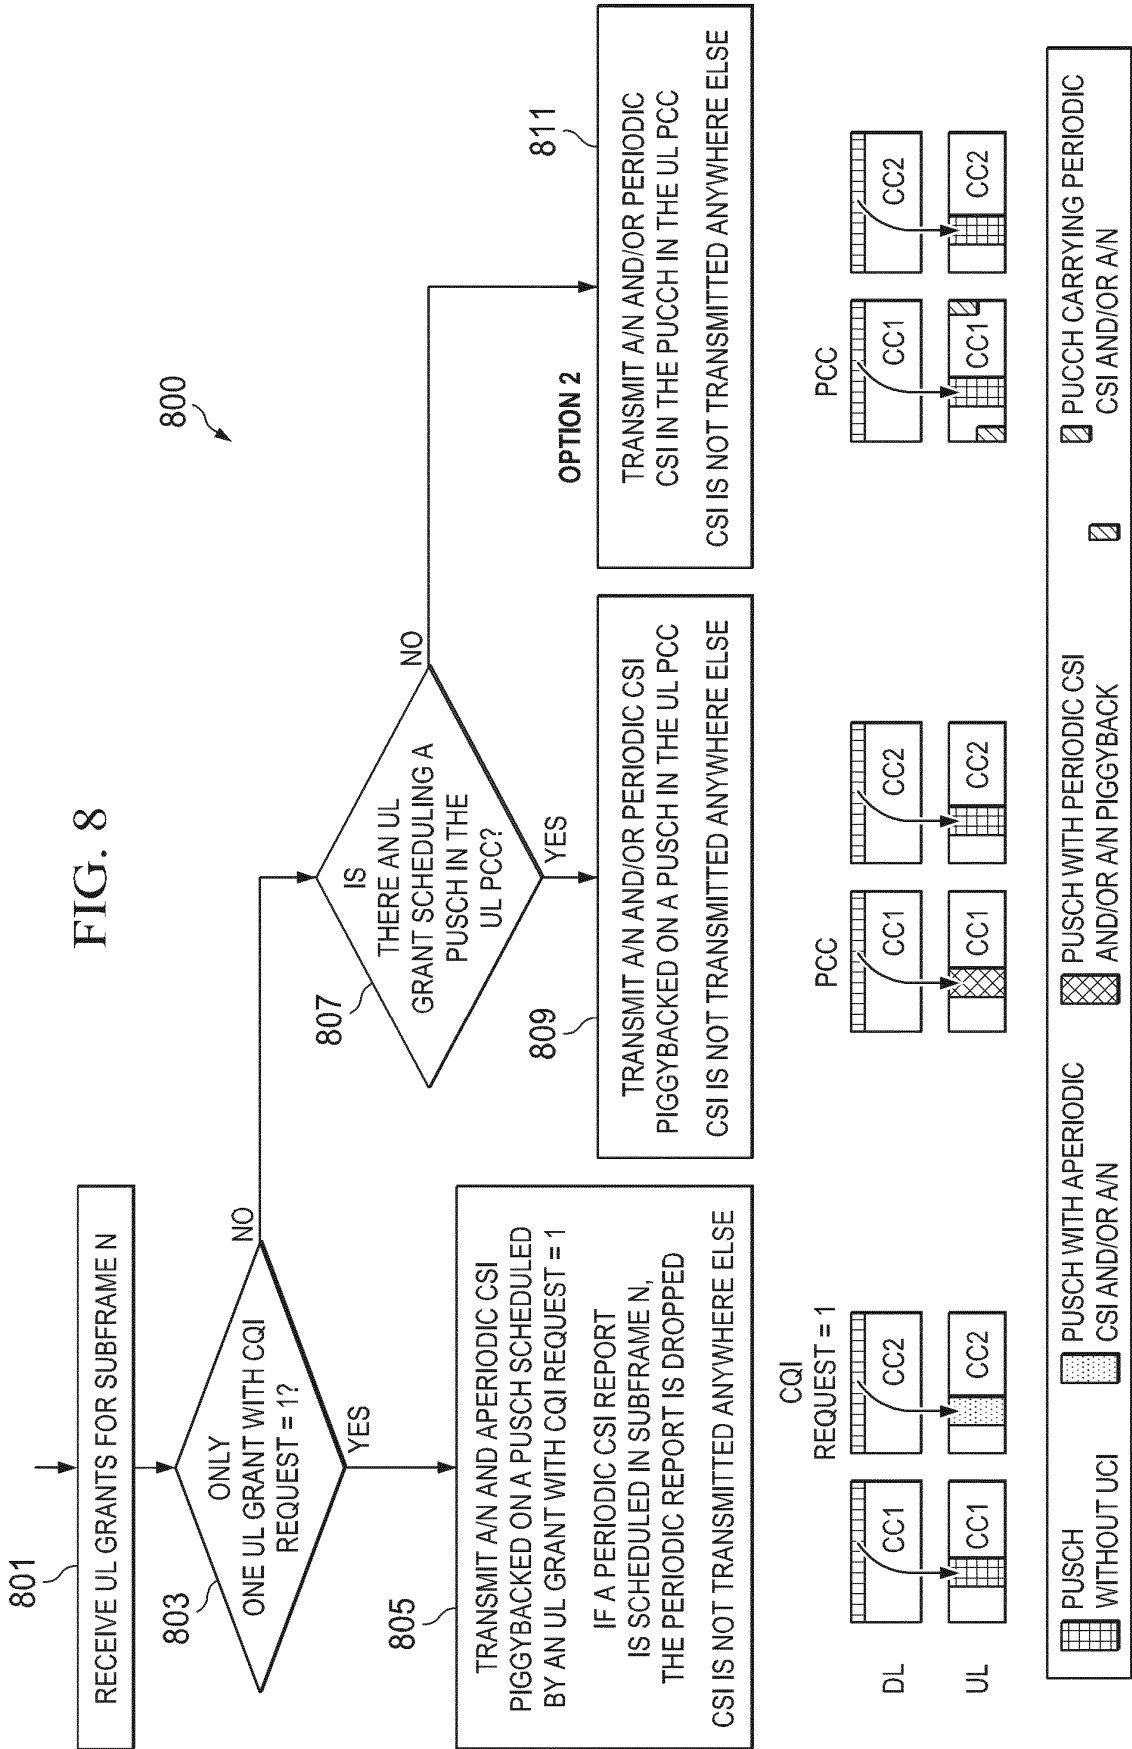 FIG. 8
800
801
RECEIVE UL GRANTS FOR SUBFRAME N
803
ONLY
ONE UL GRANT WITH CQI
REQUEST = 1?
NO
YES
805
TRANSMIT A/N AND APERIODIC CSI
PIGGYBACKED ON A PUSCH SCHEDULED
BY AN UL GRANT WITH CQI REQUEST = 1
IF A PERIODIC CSI REPORT
IS SCHEDULED IN SUBFRAME N,
THE PERIODIC REPORT IS DROPPED
CSI IS NOT TRANSMITTED ANYWHERE ELSE
807
IS
THERE AN UL
GRANT SCHEDULING A
PUSCH IN THE
UL PCC?
NO
YES
809
TRANSMIT A/N AND/OR PERIODIC CSI
PIGGYBACKED ON A PUSCH IN THE UL PCC
CSI IS NOT TRANSMITTED ANYWHERE ELSE
OPTION 2
811
TRANSMIT A/N AND/OR PERIODIC
CSI IN THE PUCCH IN THE UL PCC
CSI IS NOT TRANSMITTED ANYWHERE ELSE
CQI
REQUEST = 1
PCC
PCC
DL
CC1
CC2
CC1
CC2
CC1
CC2
UL
CC1
CC2
CC1
CC2
CC1
CC2
PUSCH
WITHOUT UCI
PUSCH WITH APERIODIC
CSI AND/OR A/N
PUSCH WITH PERIODIC CSI
AND/OR A/N PIGGYBACK
PUCCH CARRYING PERIODIC
CSI AND/OR A/N